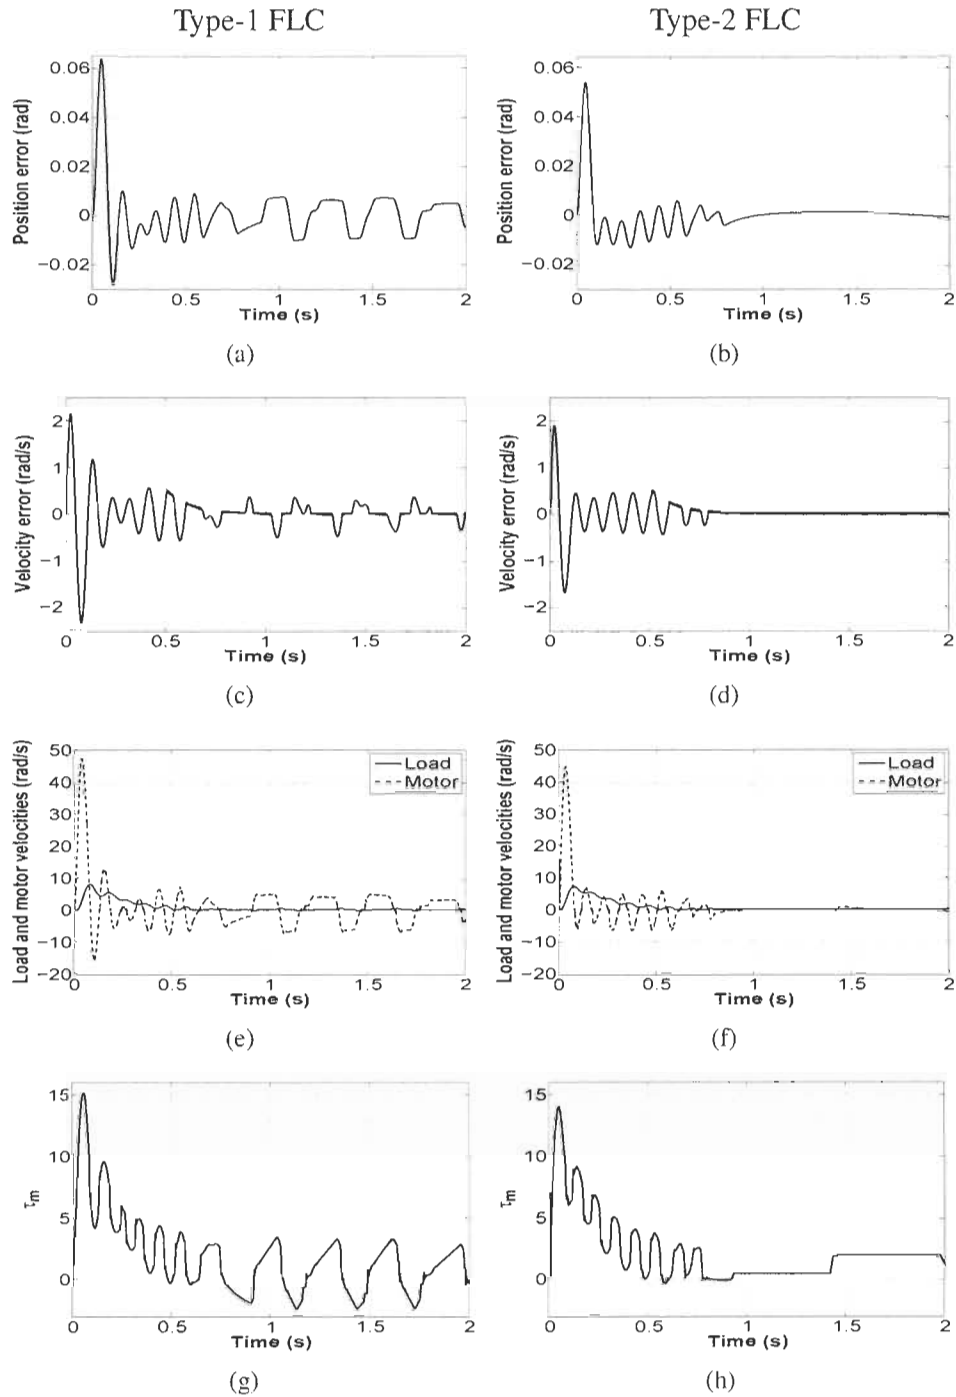 Type-1 FLC
Type-2 FLC
Position error (rad)
0.06
0.04
0.02
0
−0.02
0
0.5
1
1.5
2
Time (s)
(a)
Position error (rad)
0.06
0.04
0.02
0
−0.02
0
0.5
1
1.5
2
Time (s)
(b)
Velocity error (rad/s)
2
1
0
−1
−2
0
0.5
1
1.5
2
Time (s)
(c)
Velocity error (rad/s)
2
1
0
−1
−2
0
0.5
1
1.5
2
Time (s)
(d)
Load and motor velocities (rad/s)
50
40
30
20
10
0
−10
−20
0
0.5
1
1.5
2
Load
Motor
Time (s)
(e)
Load and motor velocities (rad/s)
50
40
30
20
10
0
−10
−20
0
0.5
1
1.5
2
Load
Motor
Time (s)
(f)
τm
15
10
5
0
0
0.5
1
1.5
2
Time (s)
(g)
τm
15
10
5
0
0
0.5
1
1.5
2
Time (s)
(h)